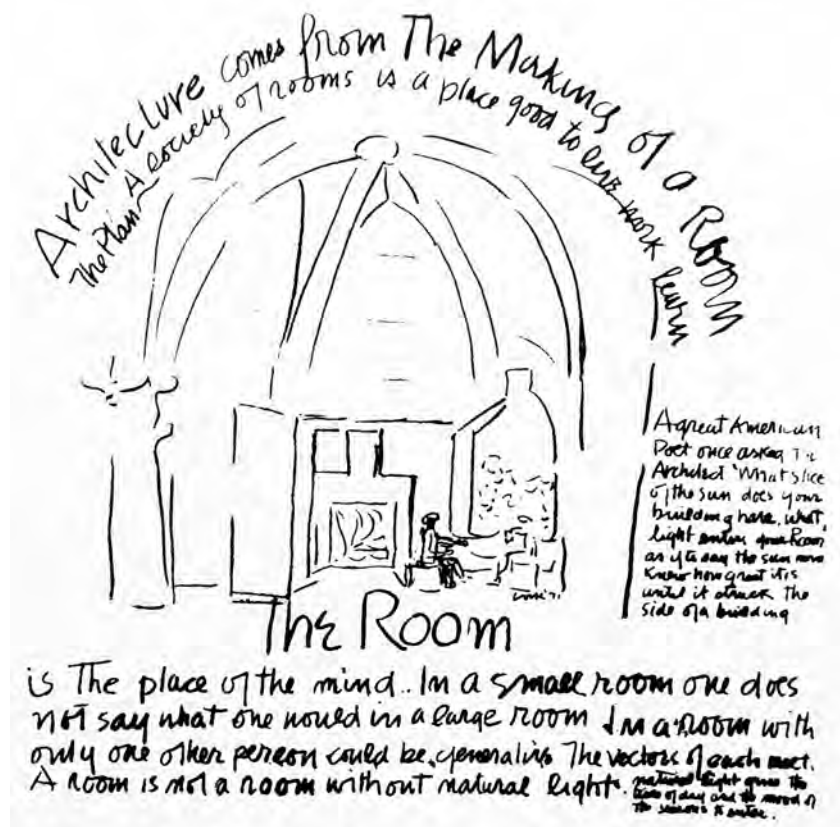 Architecture comes from The Making of a Room
The Plan A society of rooms is a place good to live work learn
A great American
Poet once asked The
Architect 'What slice
of the sun does your
building have, what
light enters your Room
as if to say the sun never
knew how great it is
until it struck the
side of a building
The Room
is The place of the mind.. In a small room one does
not say what one would in a large room In a room with
only one other person could be generative The vectors of each meet.
A room is not a room without natural light.
natural light gives the
time of day and the mood of
the seasons to enter.